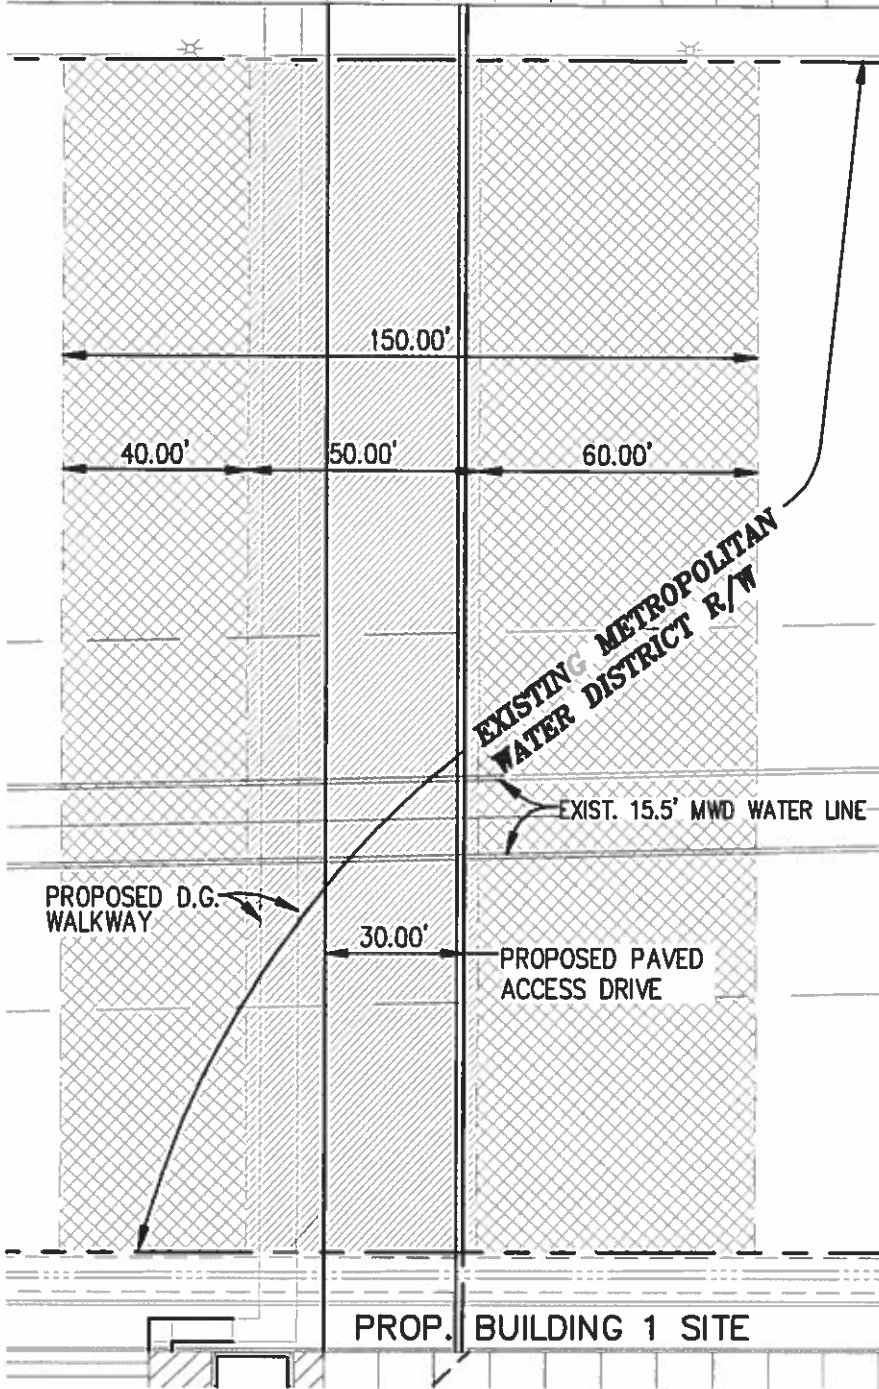 150.00'
40.00'
50.00'
60.00'
EXISTING METROPOLITAN
WATER DISTRICT R/W
EXIST. 15.5' MWD WATER LINE
PROPOSED D.G.
WALKWAY
30.00'
PROPOSED PAVED
ACCESS DRIVE
PROP. BUILDING 1 SITE